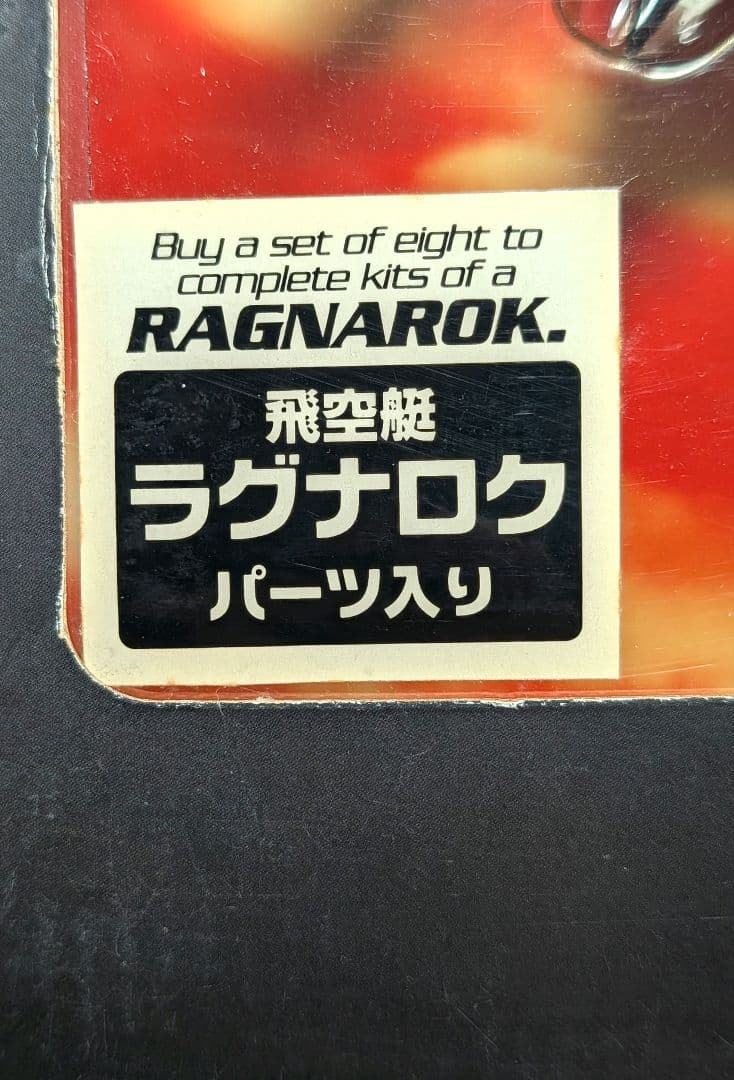 Buy a set of eight to
complete kits of a
RAGNAROK.
飛空艇
ラグナロク
パーツ入り